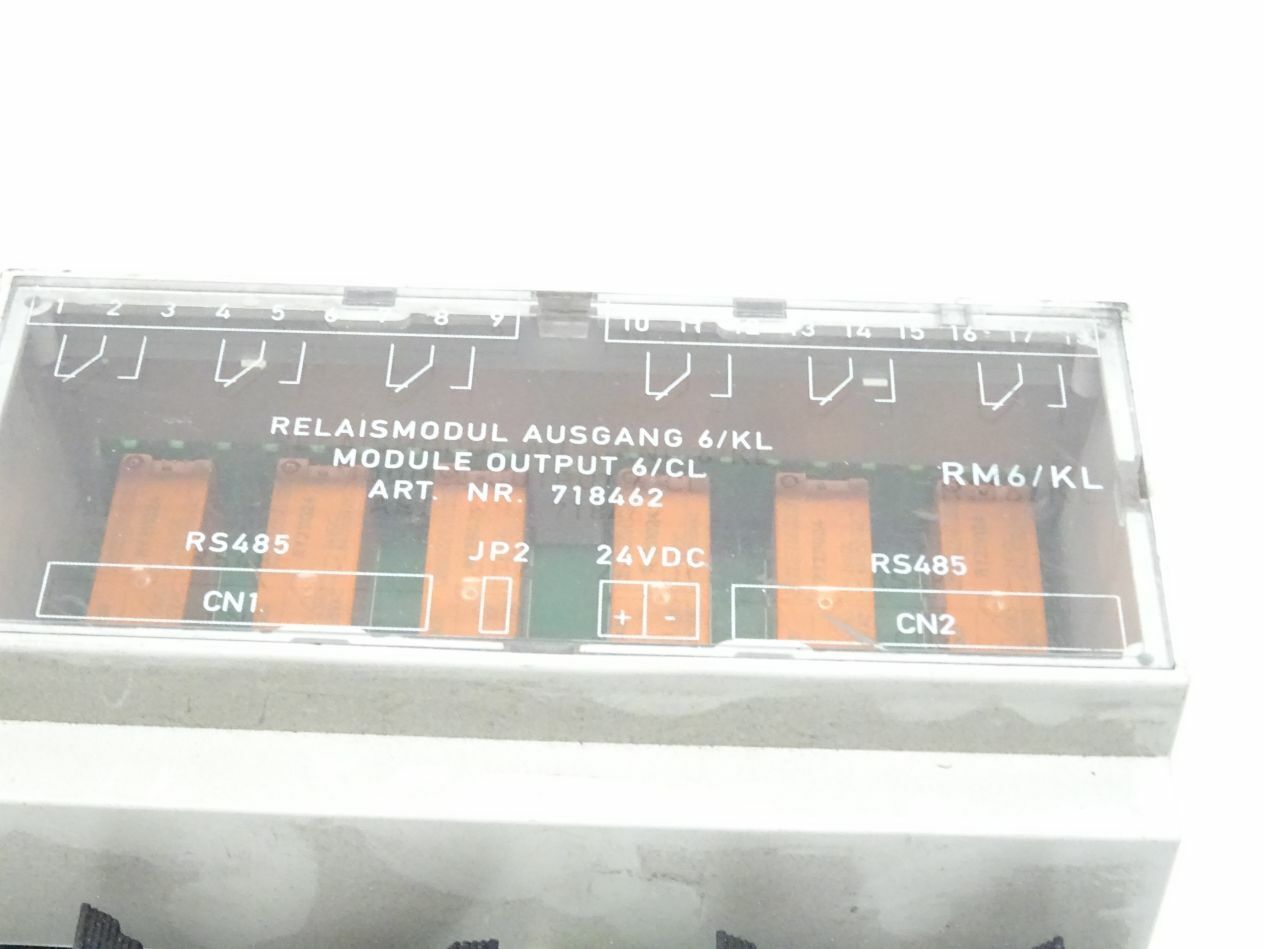 1 2 3 4 5 6 7 8 9 10 11 12 13 14 15 16 17 18
RELAISMODUL AUSGANG 6/KL
MODULE OUTPUT 6/CL
RM6/KL
ART. NR. 718462
RS485 JP2 24VDC RS485
CN1 + - CN2